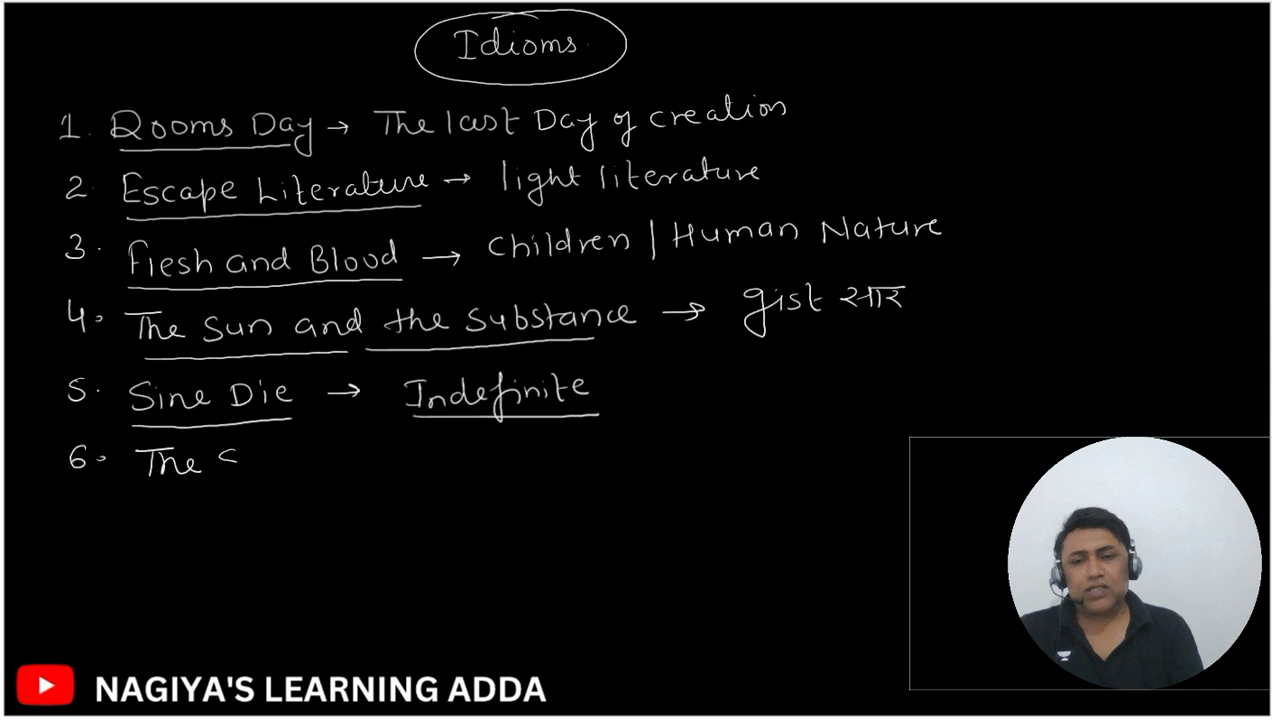 Idioms
1. Dooms Day → The last Day of creation
2. Escape Literature → light literature
3. Flesh and Blood → Children | Human Nature
4. The Sun and the Substance → gist सार
5. Sine Die → Indefinite
6. The
NAGIYA'S LEARNING ADDA